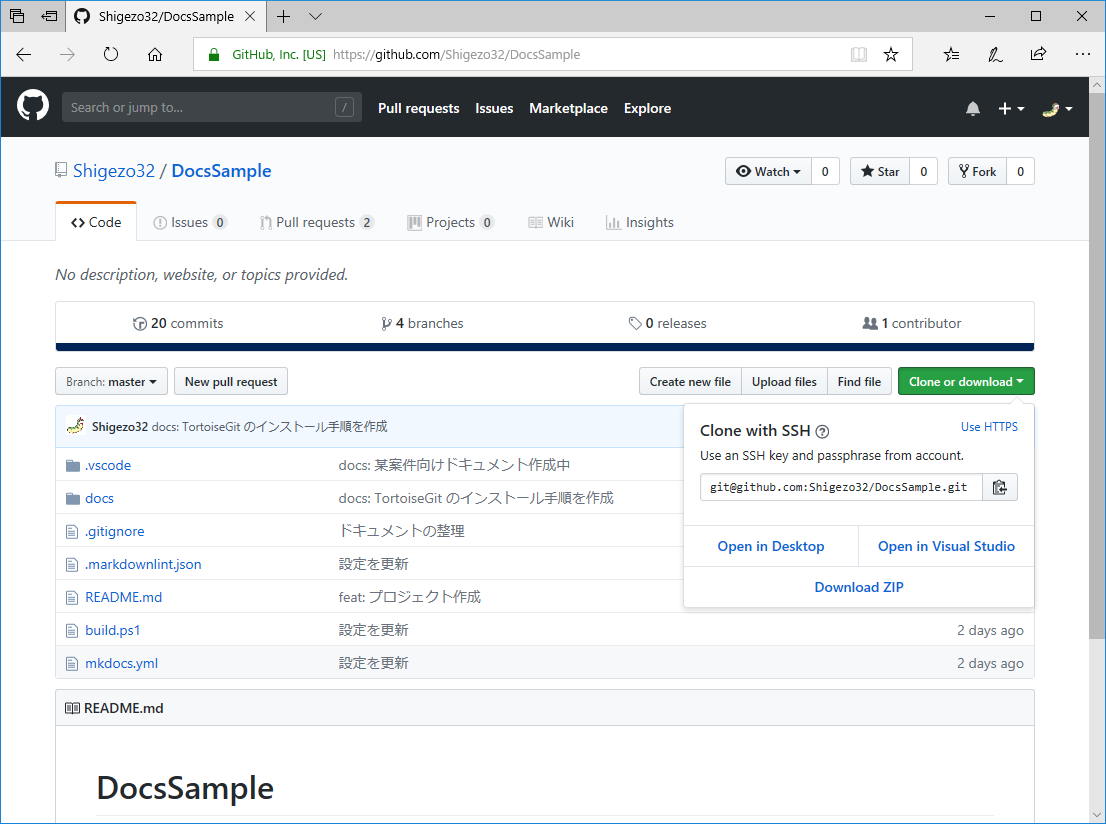 Shigezo32/DocsSample
GitHub, Inc. [US] https://github.com/Shigezo32/DocsSample
Search or jump to... /
Pull requests Issues Marketplace Explore
Shigezo32 / DocsSample
Watch 0 Star 0 Fork 0
Code Issues 0 Pull requests 2 Projects 0 Wiki Insights
No description, website, or topics provided.
20 commits 4 branches 0 releases 1 contributor
Branch: master New pull request Create new file Upload files Find file Clone or download
Shigezo32 docs: TortoiseGit のインストール手順を作成
.vscode docs: 某案件向けドキュメント作成中
docs docs: TortoiseGit のインストール手順を作成
.gitignore ドキュメントの整理
.markdownlint.json 設定を更新
README.md feat: プロジェクト作成
build.ps1 設定を更新 2 days ago
mkdocs.yml 設定を更新 2 days ago
Clone with SSH ?
Use HTTPS
Use an SSH key and passphrase from account.
git@github.com:Shigezo32/DocsSample.git
Open in Desktop Open in Visual Studio
Download ZIP
README.md
DocsSample